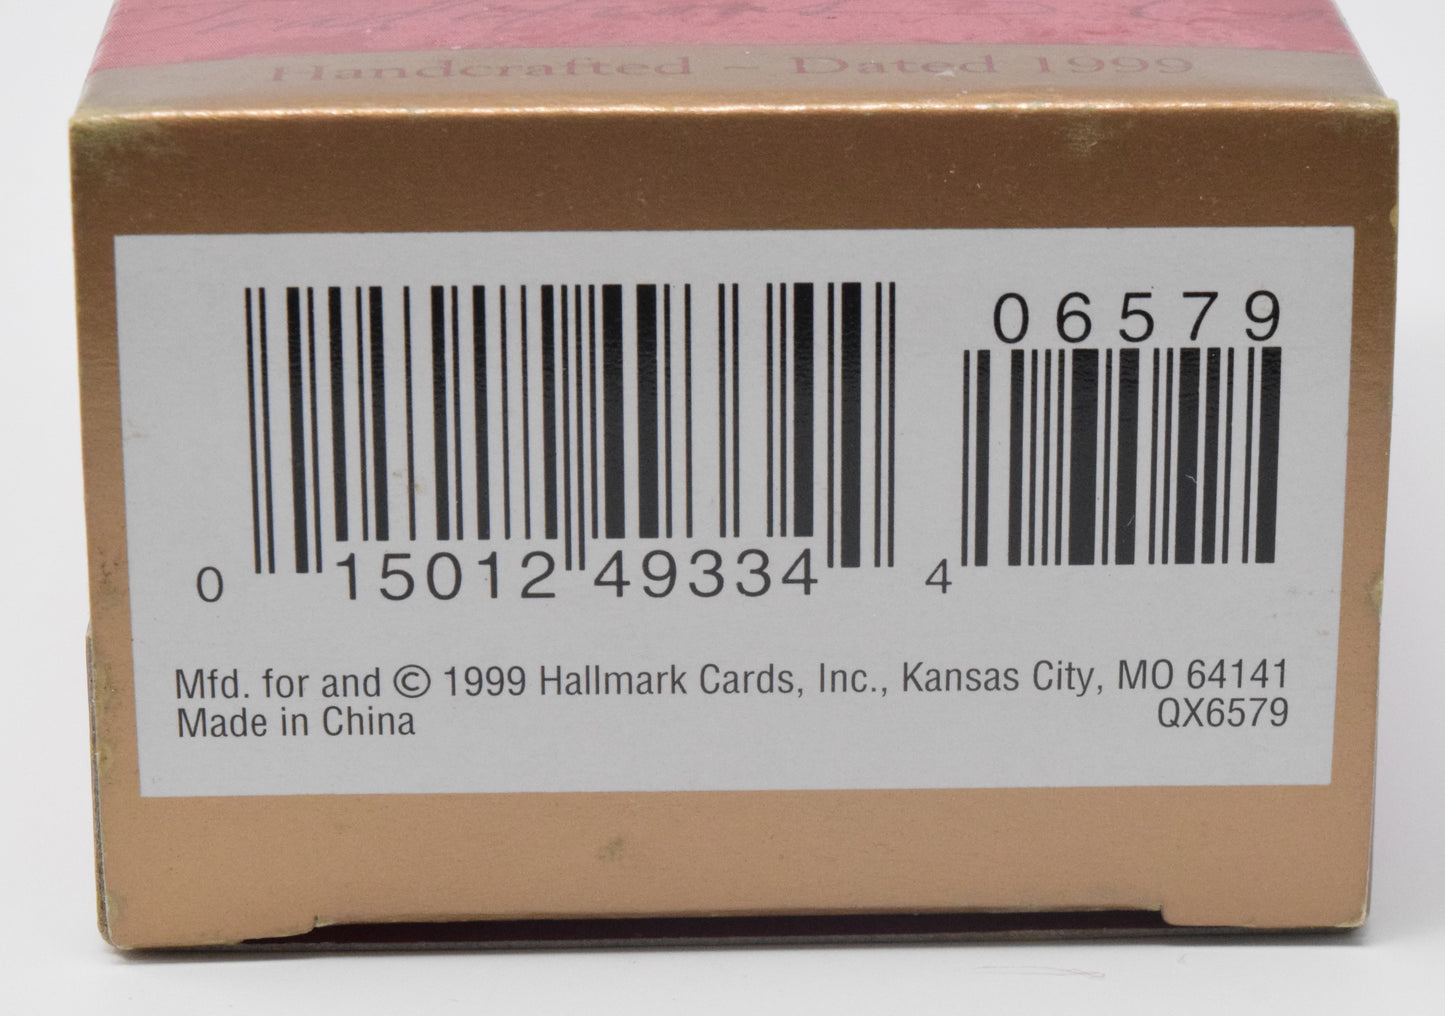 Handcrafted – Dated 1999
06579
0 15012 49334 4
Mfd. for and © 1999 Hallmark Cards, Inc., Kansas City, MO 64141
Made in China QX6579